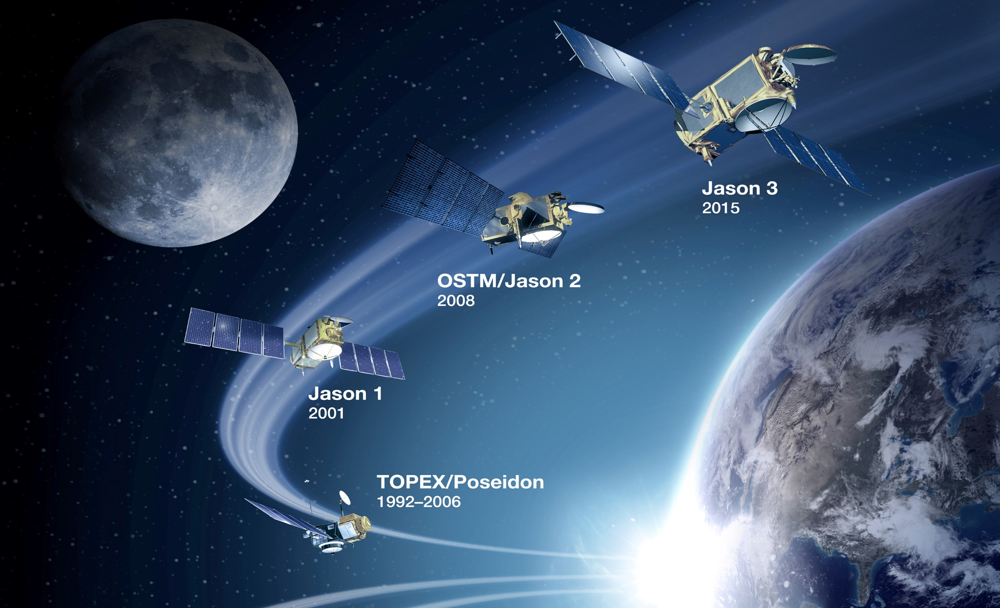 Jason 3
2015
OSTM/Jason 2
2008
Jason 1
2001
TOPEX/Poseidon
1992–2006